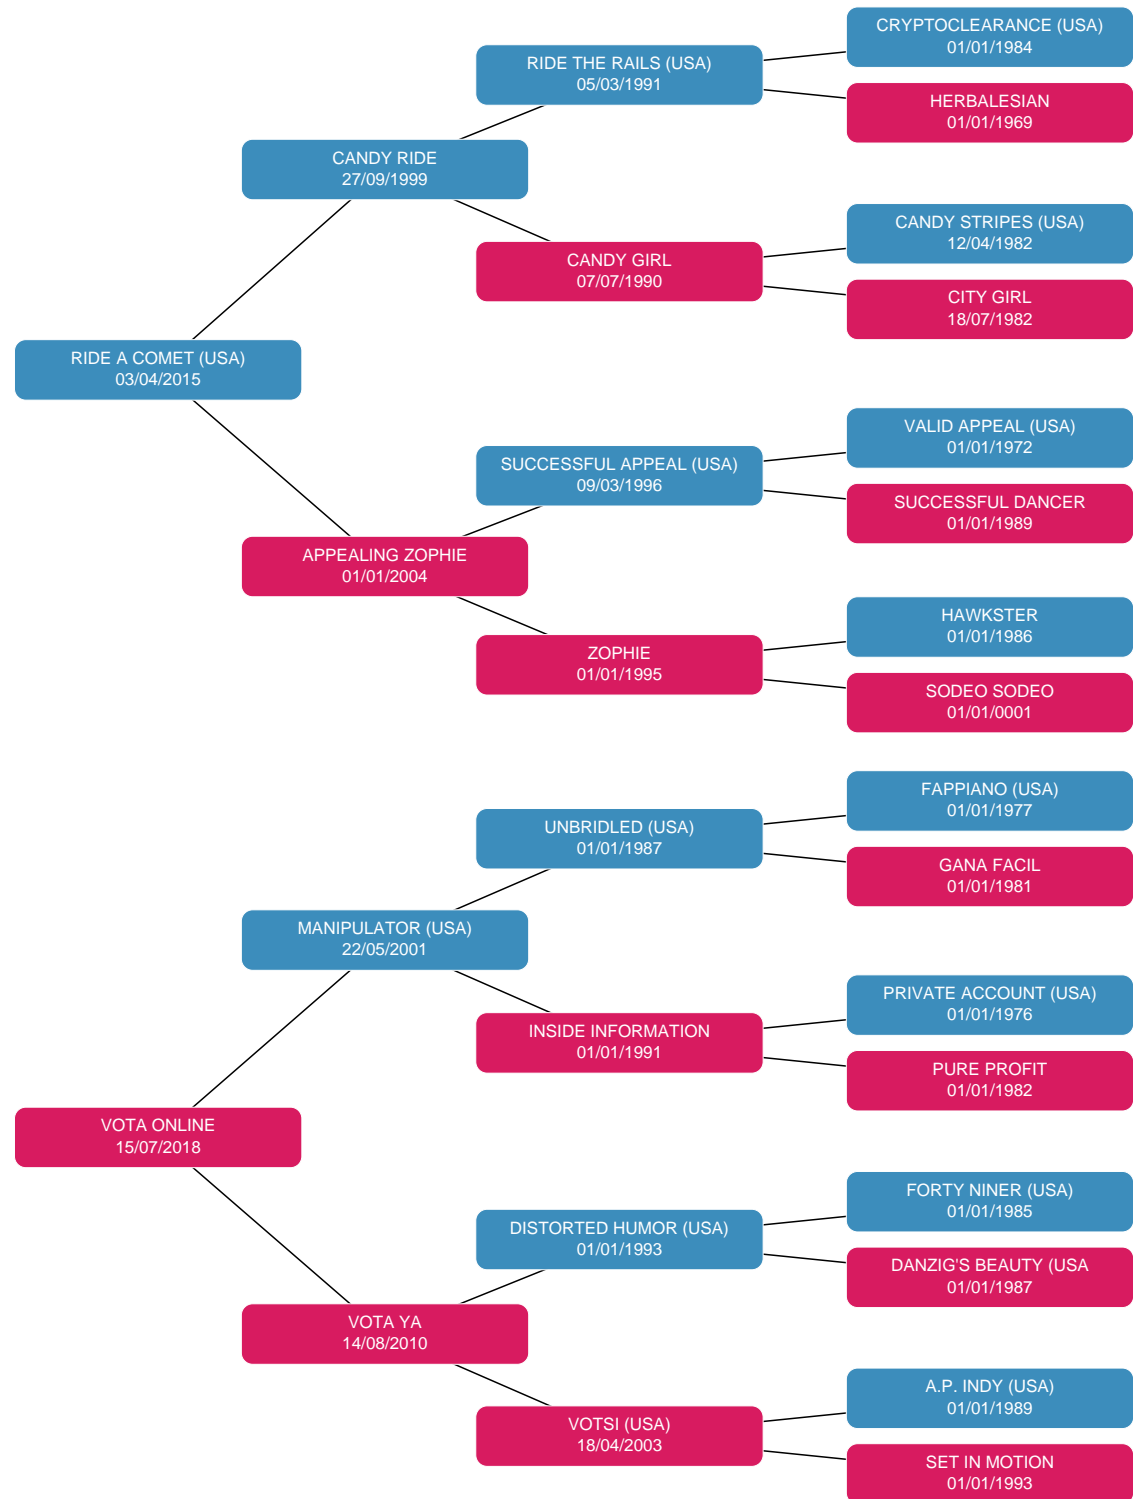 CRYPTOCLEARANCE (USA)
01/01/1984
RIDE THE RAILS (USA)
05/03/1991
HERBALESIAN
01/01/1969
CANDY RIDE
27/09/1999
CANDY STRIPES (USA)
12/04/1982
CANDY GIRL
07/07/1990
CITY GIRL
18/07/1982
RIDE A COMET (USA)
03/04/2015
VALID APPEAL (USA)
01/01/1972
SUCCESSFUL APPEAL (USA)
09/03/1996
SUCCESSFUL DANCER
01/01/1989
APPEALING ZOPHIE
01/01/2004
HAWKSTER
01/01/1986
ZOPHIE
01/01/1995
SODEO SODEO
01/01/0001
FAPPIANO (USA)
01/01/1977
UNBRIDLED (USA)
01/01/1987
GANA FACIL
01/01/1981
MANIPULATOR (USA)
22/05/2001
PRIVATE ACCOUNT (USA)
01/01/1976
INSIDE INFORMATION
01/01/1991
PURE PROFIT
01/01/1982
VOTA ONLINE
15/07/2018
FORTY NINER (USA)
01/01/1985
DISTORTED HUMOR (USA)
01/01/1993
DANZIG'S BEAUTY (USA
01/01/1987
VOTA YA
14/08/2010
A.P. INDY (USA)
01/01/1989
VOTSI (USA)
18/04/2003
SET IN MOTION
01/01/1993